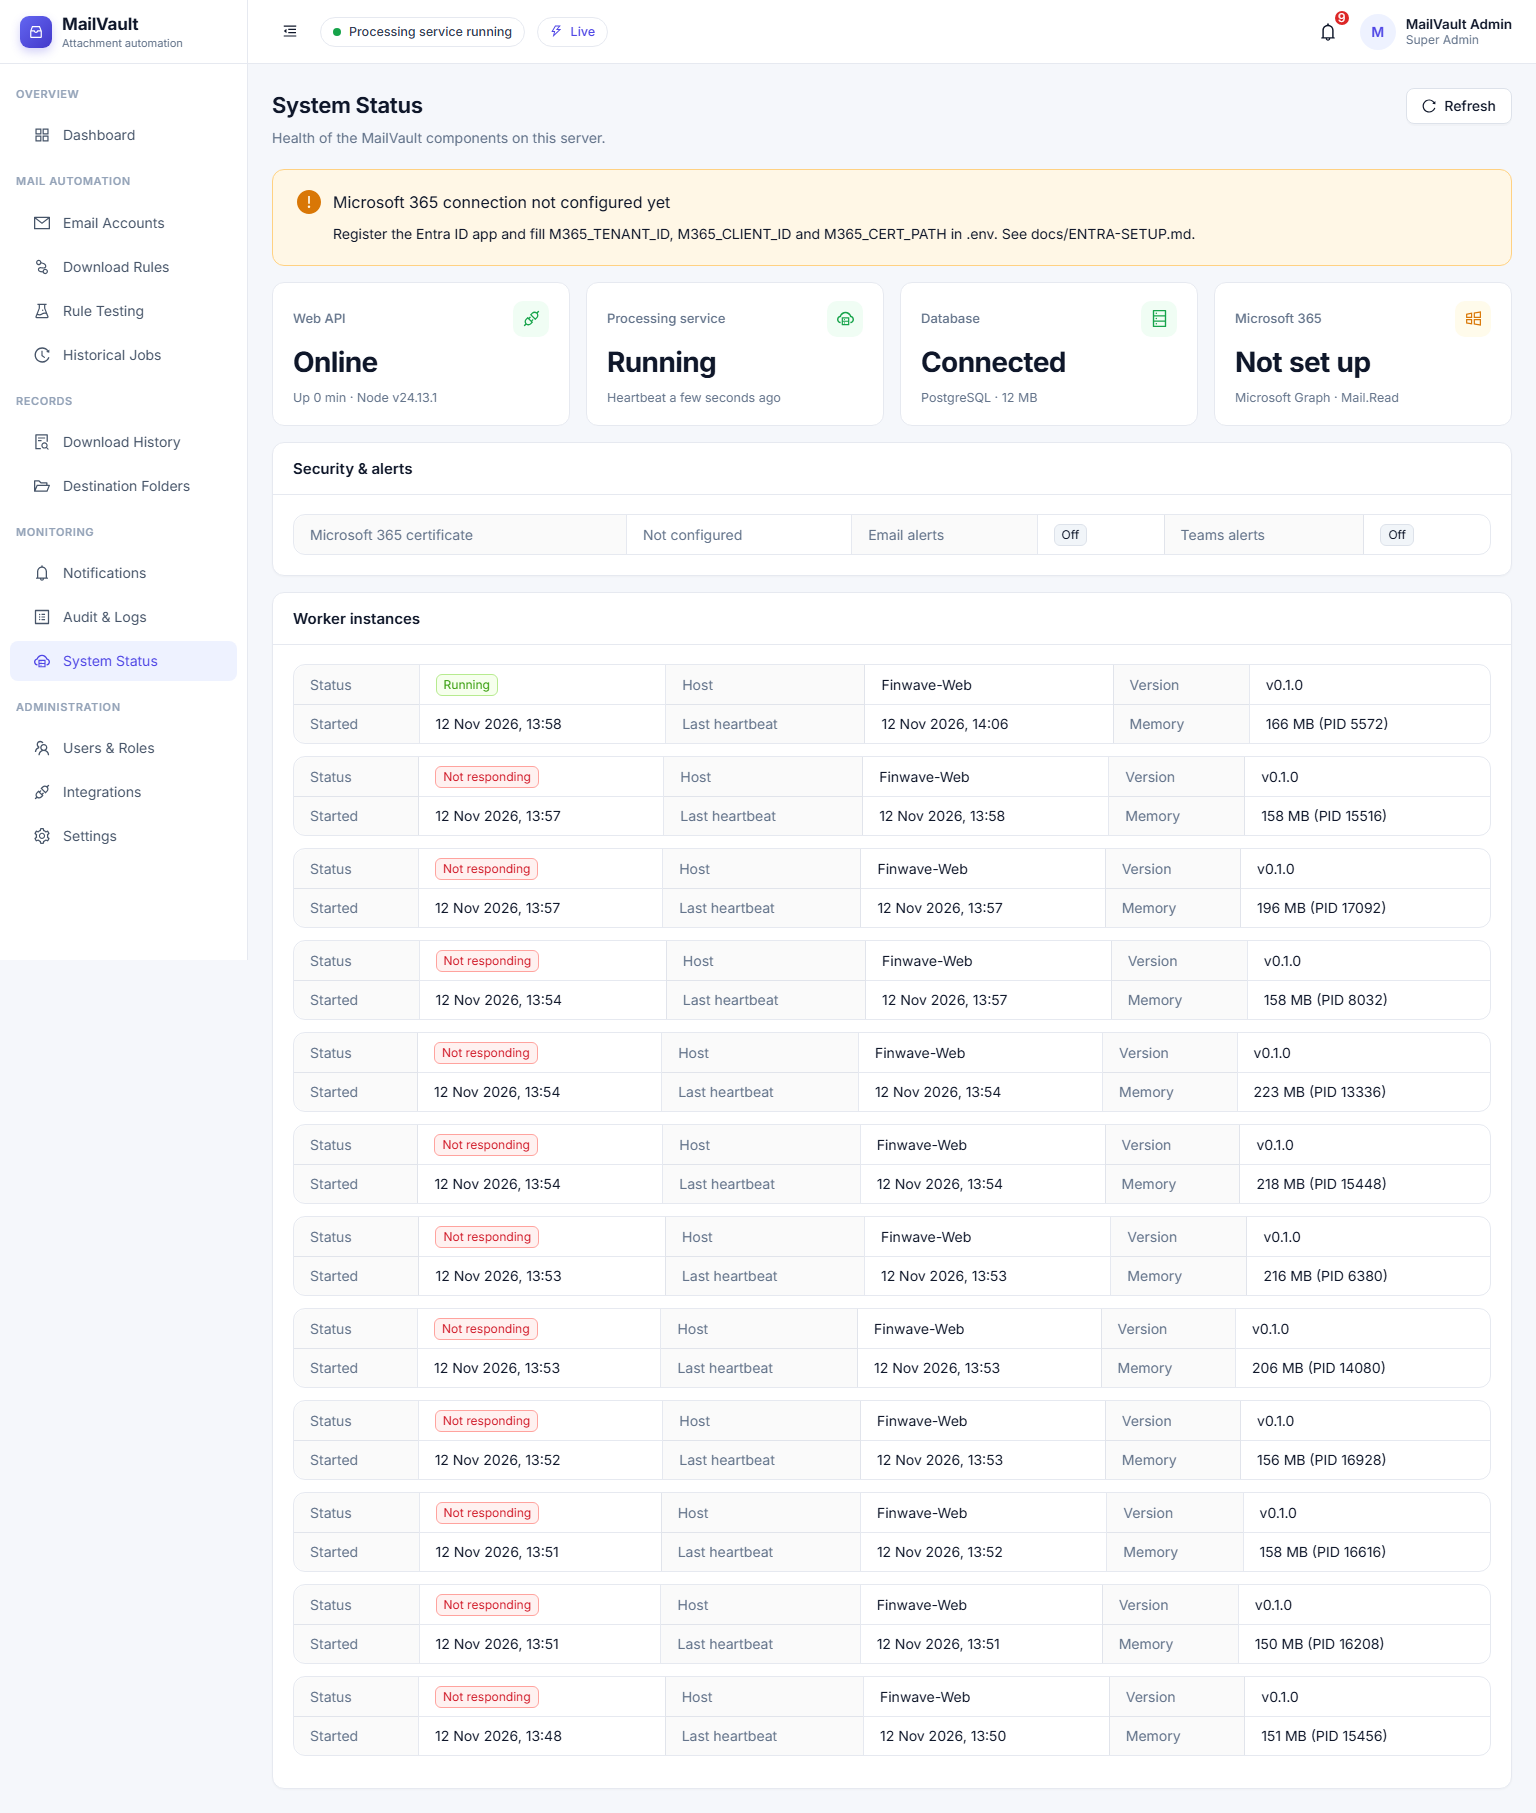 MailVault
Attachment automation
Processing service running
Live
9
M
MailVault Admin
Super Admin
OVERVIEW
Dashboard
MAIL AUTOMATION
Email Accounts
Download Rules
Rule Testing
Historical Jobs
RECORDS
Download History
Destination Folders
MONITORING
Notifications
Audit & Logs
System Status
ADMINISTRATION
Users & Roles
Integrations
Settings
System Status
Refresh
Health of the MailVault components on this server.
Microsoft 365 connection not configured yet
Register the Entra ID app and fill M365_TENANT_ID, M365_CLIENT_ID and M365_CERT_PATH in .env. See docs/ENTRA-SETUP.md.
Web API
Online
Up 0 min · Node v24.13.1
Processing service
Running
Heartbeat a few seconds ago
Database
Connected
PostgreSQL · 12 MB
Microsoft 365
Not set up
Microsoft Graph · Mail.Read
Security & alerts
Microsoft 365 certificate Not configured Email alerts Off Teams alerts Off
Worker instances
Status Running Host Finwave-Web Version v0.1.0
Started 12 Nov 2026, 13:58 Last heartbeat 12 Nov 2026, 14:06 Memory 166 MB (PID 5572)
Status Not responding Host Finwave-Web Version v0.1.0
Started 12 Nov 2026, 13:57 Last heartbeat 12 Nov 2026, 13:58 Memory 158 MB (PID 15516)
Status Not responding Host Finwave-Web Version v0.1.0
Started 12 Nov 2026, 13:57 Last heartbeat 12 Nov 2026, 13:57 Memory 196 MB (PID 17092)
Status Not responding Host Finwave-Web Version v0.1.0
Started 12 Nov 2026, 13:54 Last heartbeat 12 Nov 2026, 13:57 Memory 158 MB (PID 8032)
Status Not responding Host Finwave-Web Version v0.1.0
Started 12 Nov 2026, 13:54 Last heartbeat 12 Nov 2026, 13:54 Memory 223 MB (PID 13336)
Status Not responding Host Finwave-Web Version v0.1.0
Started 12 Nov 2026, 13:54 Last heartbeat 12 Nov 2026, 13:54 Memory 218 MB (PID 15448)
Status Not responding Host Finwave-Web Version v0.1.0
Started 12 Nov 2026, 13:53 Last heartbeat 12 Nov 2026, 13:53 Memory 216 MB (PID 6380)
Status Not responding Host Finwave-Web Version v0.1.0
Started 12 Nov 2026, 13:53 Last heartbeat 12 Nov 2026, 13:53 Memory 206 MB (PID 14080)
Status Not responding Host Finwave-Web Version v0.1.0
Started 12 Nov 2026, 13:52 Last heartbeat 12 Nov 2026, 13:53 Memory 156 MB (PID 16928)
Status Not responding Host Finwave-Web Version v0.1.0
Started 12 Nov 2026, 13:51 Last heartbeat 12 Nov 2026, 13:52 Memory 158 MB (PID 16616)
Status Not responding Host Finwave-Web Version v0.1.0
Started 12 Nov 2026, 13:51 Last heartbeat 12 Nov 2026, 13:51 Memory 150 MB (PID 16208)
Status Not responding Host Finwave-Web Version v0.1.0
Started 12 Nov 2026, 13:48 Last heartbeat 12 Nov 2026, 13:50 Memory 151 MB (PID 15456)